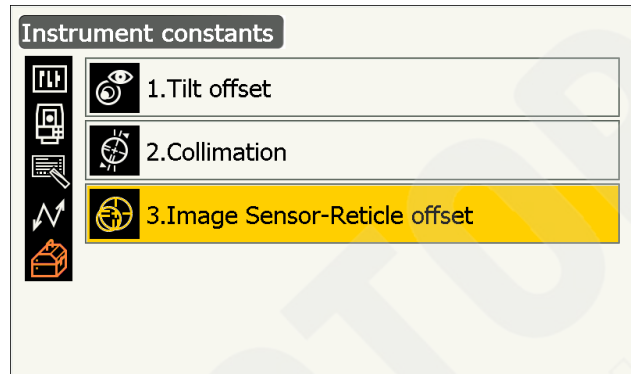 Instrument constants
1.Tilt offset
2.Collimation
3.Image Sensor-Reticle offset